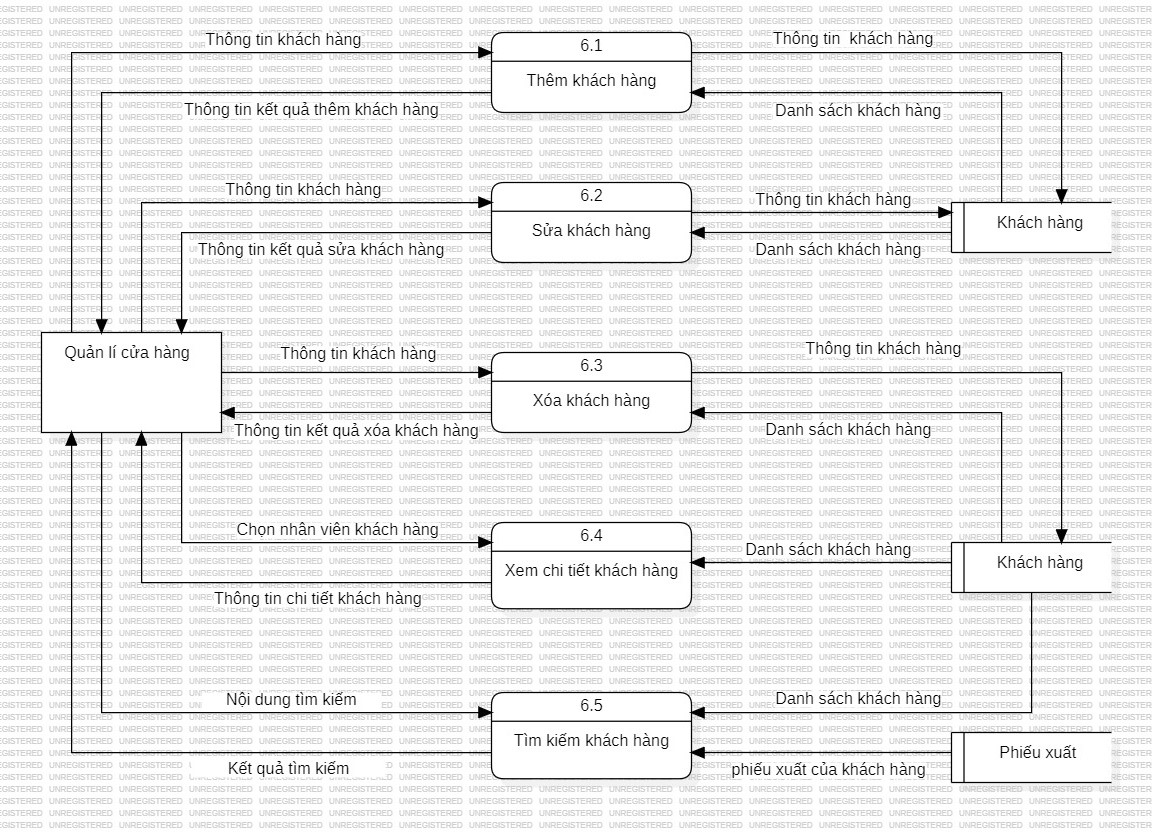 Thông tin khách hàng
6.1
Thêm khách hàng
Thông tin khách hàng
Thông tin kết quả thêm khách hàng
Danh sách khách hàng
Thông tin khách hàng
6.2
Sửa khách hàng
Thông tin khách hàng
Khách hàng
Thông tin kết quả sửa khách hàng
Danh sách khách hàng
Quản lí cửa hàng
Thông tin khách hàng
6.3
Xóa khách hàng
Thông tin khách hàng
Thông tin kết quả xóa khách hàng
Danh sách khách hàng
Chọn nhân viên khách hàng
6.4
Xem chi tiết khách hàng
Danh sách khách hàng
Khách hàng
Thông tin chi tiết khách hàng
Nội dung tìm kiếm
6.5
Tìm kiếm khách hàng
Danh sách khách hàng
Phiếu xuất
Kết quả tìm kiếm
phiếu xuất của khách hàng
UNREGISTERED